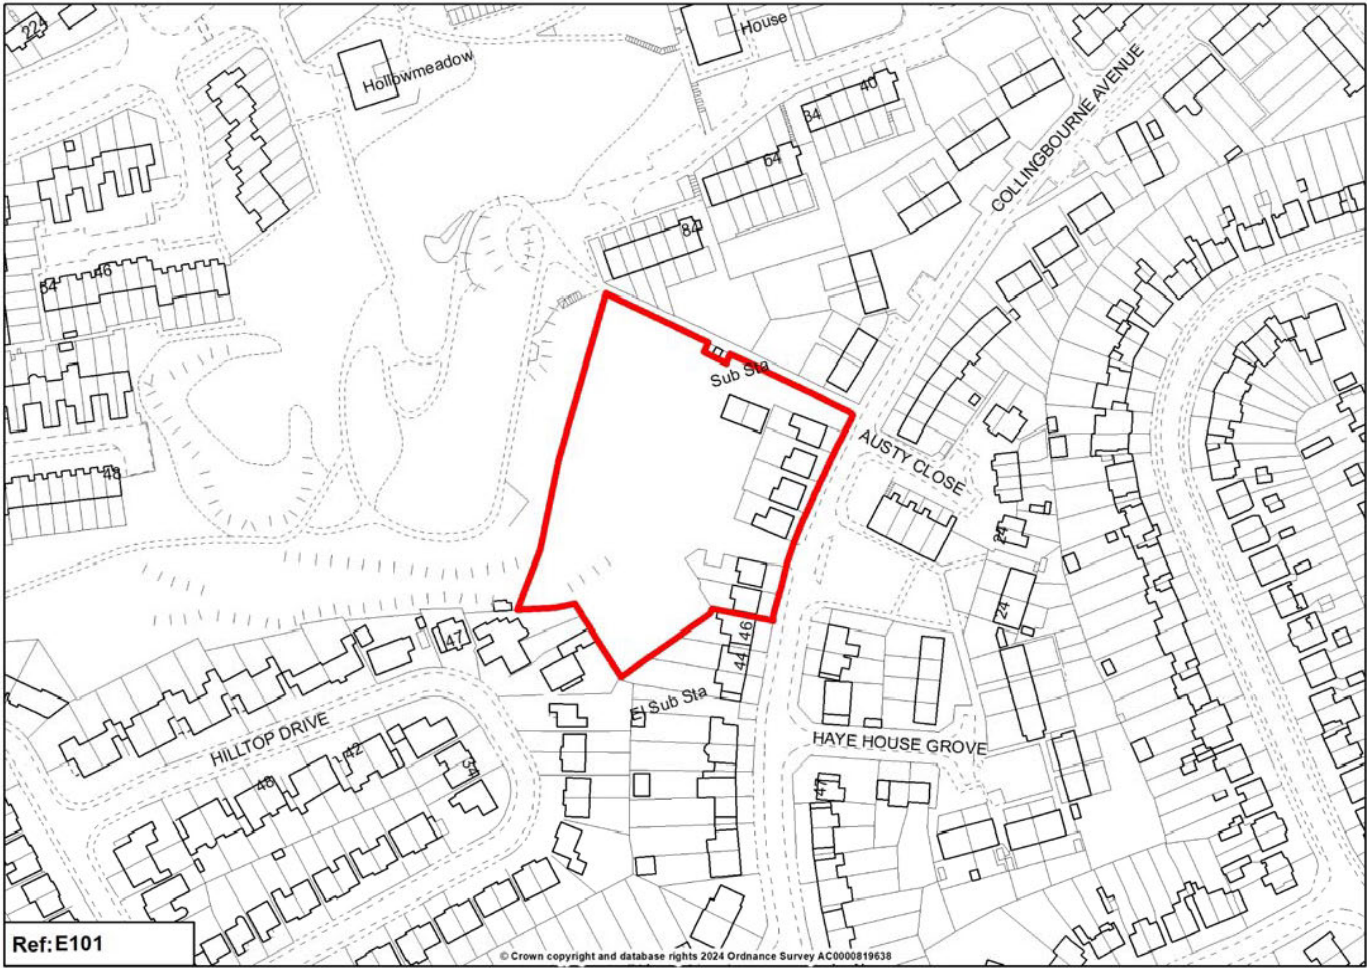 224
House
Hollowmeadow
40
34
COLLINGBOURNE AVENUE
64
84
46
54
Sub Sta
AUSTY CLOSE
48
24
24
46
47
44
El Sub Sta
HILLTOP DRIVE
HAYE HOUSE GROVE
42
34
48
47
Ref:E101
© Crown copyright and database rights 2024 Ordnance Survey AC0000819638